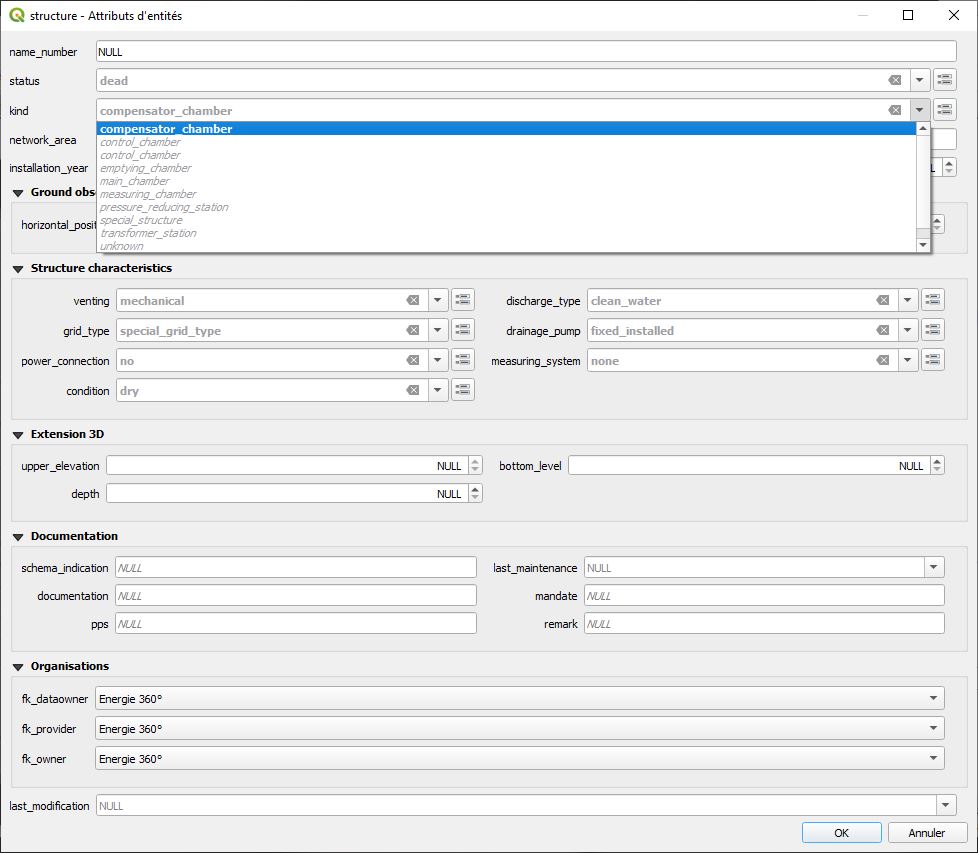 structure - Attributs d'entités
name_number NULL
status dead
kind compensator_chamber
compensator_chamber
control_chamber
control_chamber
emptying_chamber
main_chamber
measuring_chamber
pressure_reducing_station
special_structure
transformer_station
unknown
network_area
installation_year
Ground obs
horizontal_posit
Structure characteristics
venting mechanical discharge_type clean_water
grid_type special_grid_type drainage_pump fixed_installed
power_connection no measuring_system none
condition dry
Extension 3D
upper_elevation NULL bottom_level NULL
depth NULL
Documentation
schema_indication NULL last_maintenance NULL
documentation NULL mandate NULL
pps NULL remark NULL
Organisations
fk_dataowner Energie 360°
fk_provider Energie 360°
fk_owner Energie 360°
last_modification NULL
OK Annuler